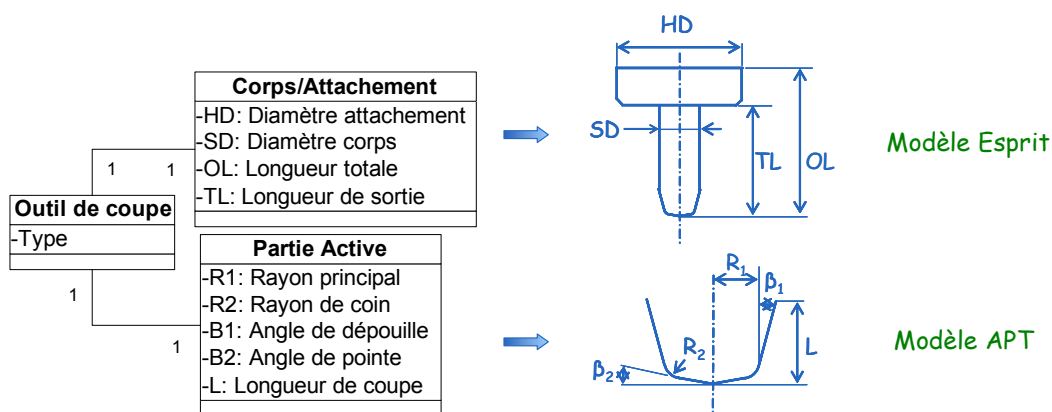 Corps/Attachement
-HD: Diamètre attachement
-SD: Diamètre corps
-OL: Longueur totale
-TL: Longueur de sortie
1
1
Outil de coupe
-Type
1
1
Partie Active
-R1: Rayon principal
-R2: Rayon de coin
-B1: Angle de dépouille
-B2: Angle de pointe
-L: Longueur de coupe
HD
SD
TL
OL
Modèle Esprit
R₁
β₁
R₂
β₂
L
Modèle APT